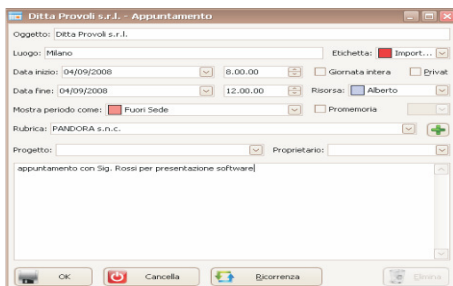 Ditta Provoli s.r.l. - Appuntamento
Oggetto: Ditta Provoli s.r.l.
Luogo: Milano Etichetta: Import...
Data inizio: 04/09/2008 8.00.00 Giornata intera Privat
Data fine: 04/09/2008 12.00.00 Risorsa: Alberto
Mostra periodo come: Fuori Sede Promemoria
Rubrica: PANDORA s.n.c.
Progetto: Proprietario:
appuntamento con Sig. Rossi per presentazione software
OK Cancella Ricorrenza Elimina